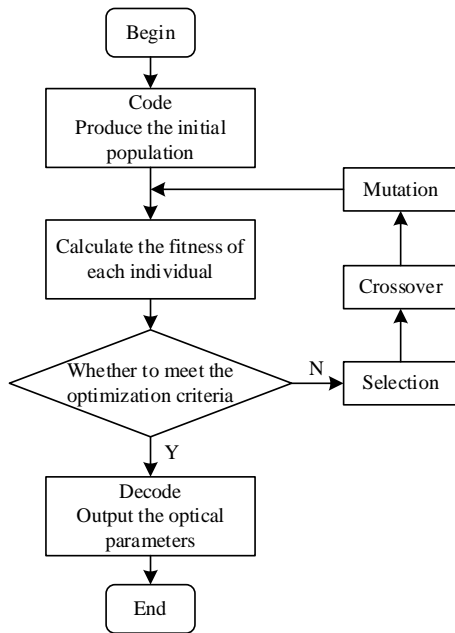 Begin
Code
Produce the initial
population
Mutation
Calculate the fitness of
each individual
Crossover
Whether to meet the
optimization criteria
N
Selection
Y
Decode
Output the optical
parameters
End